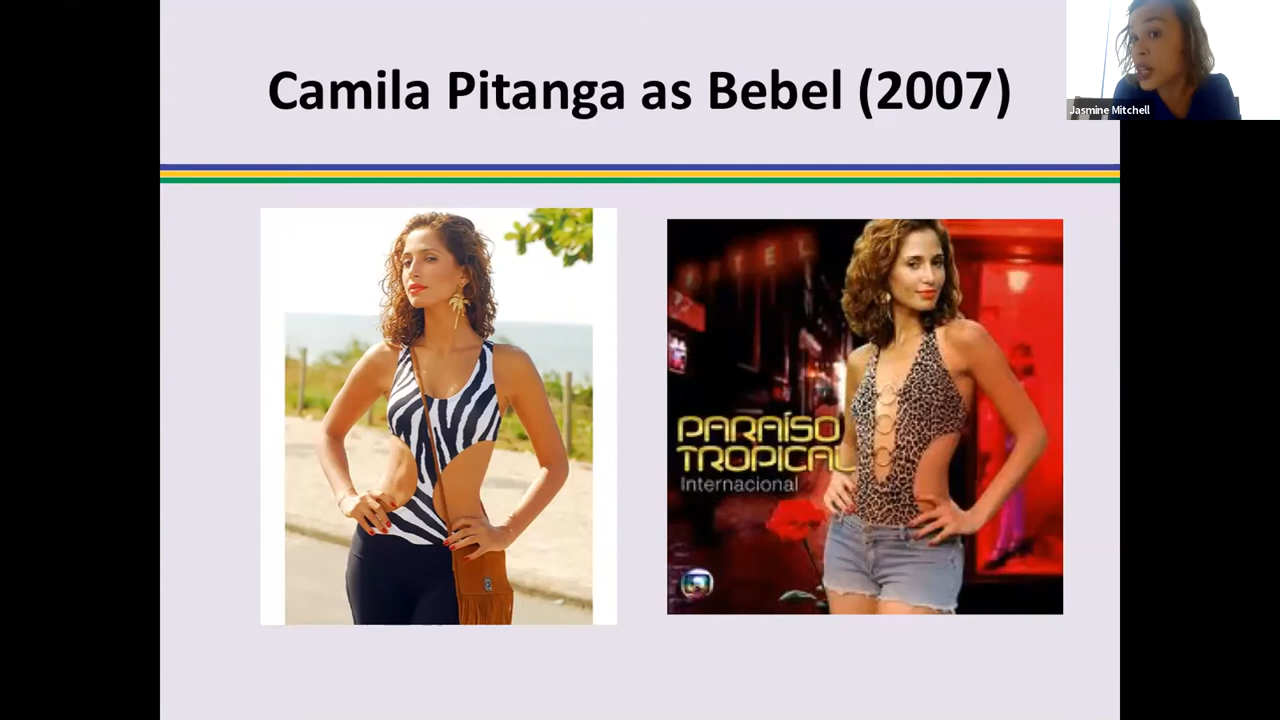 Camila Pitanga as Bebel (2007)
Jasmine Mitchell
PARAÍSO
TROPICAL
Internacional